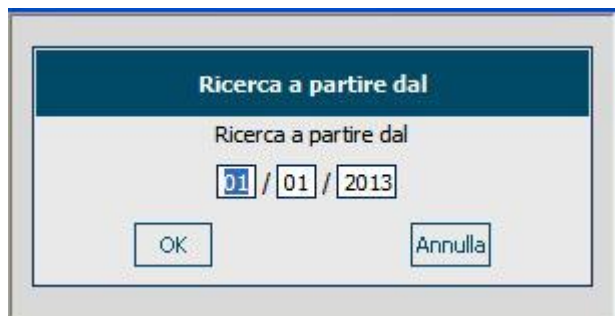 Ricerca a partire dal
Ricerca a partire dal
01 / 01 / 2013
OK Annulla